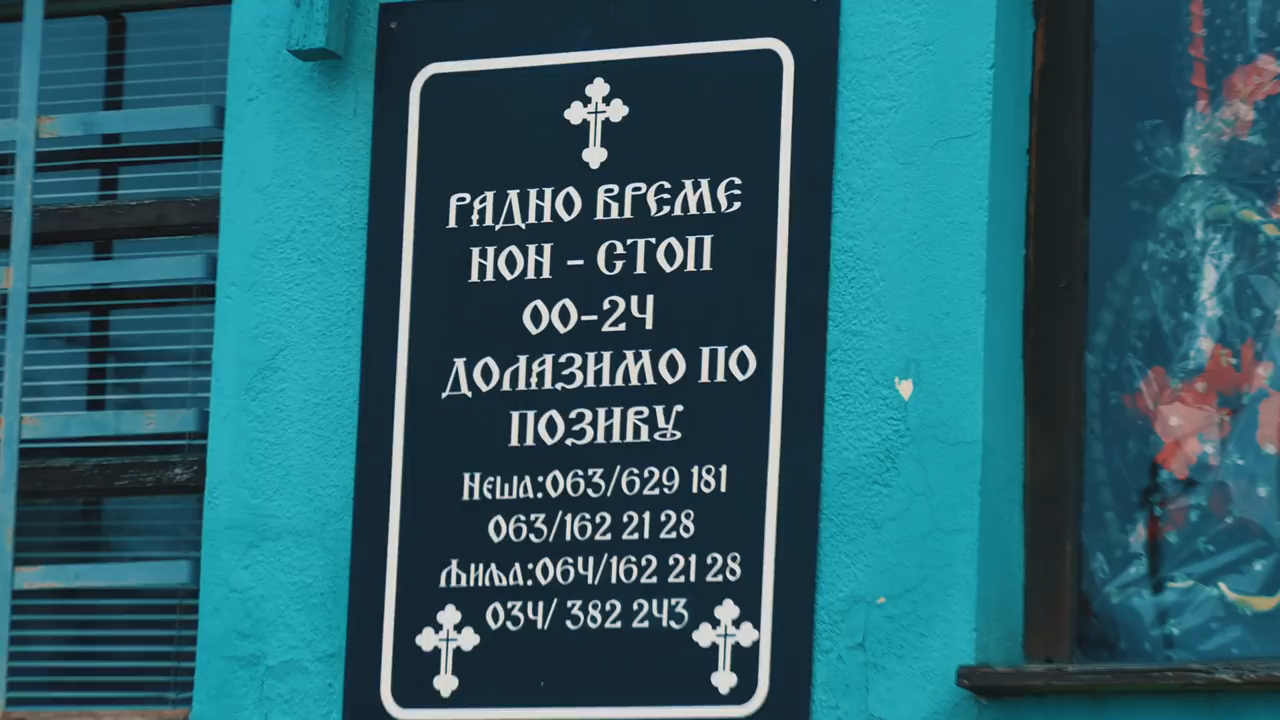 РАДНО ВРЕМЕ
НОН - СТОП
00-24
ДОЛАЗИМО ПО
ПОЗИВУ
Неша:063/629 181
063/162 21 28
Љиља:064/162 21 28
034/ 382 243